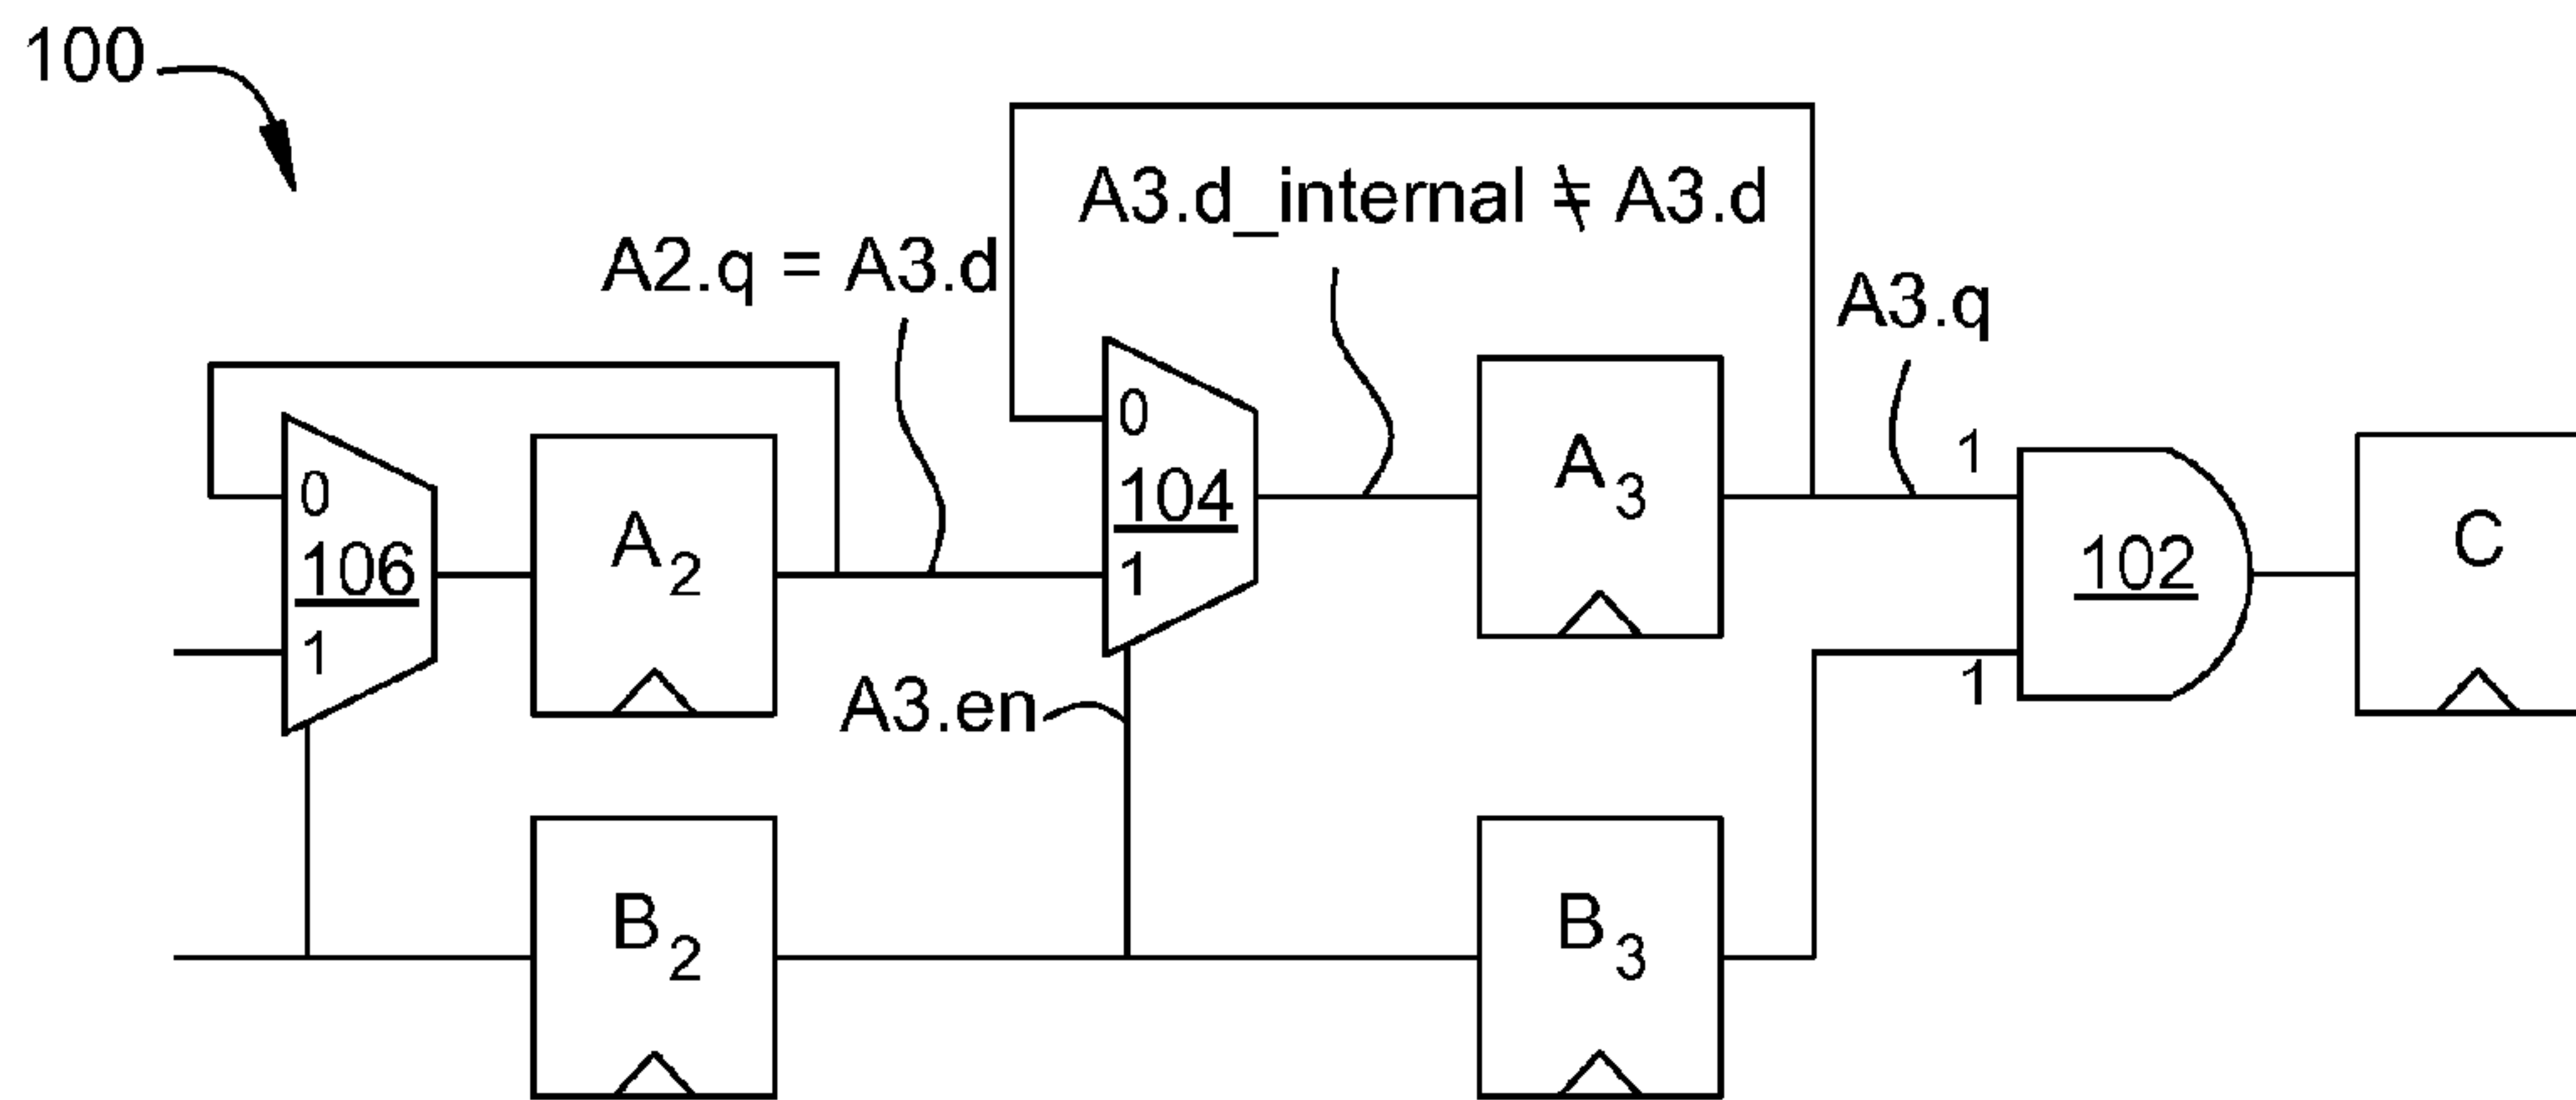 100
A3.d_internal ≠ A3.d
A2.q = A3.d
A3.q
0
104
1
A3
1
102
1
C
0
106
1
A2
A3.en
B2
B3